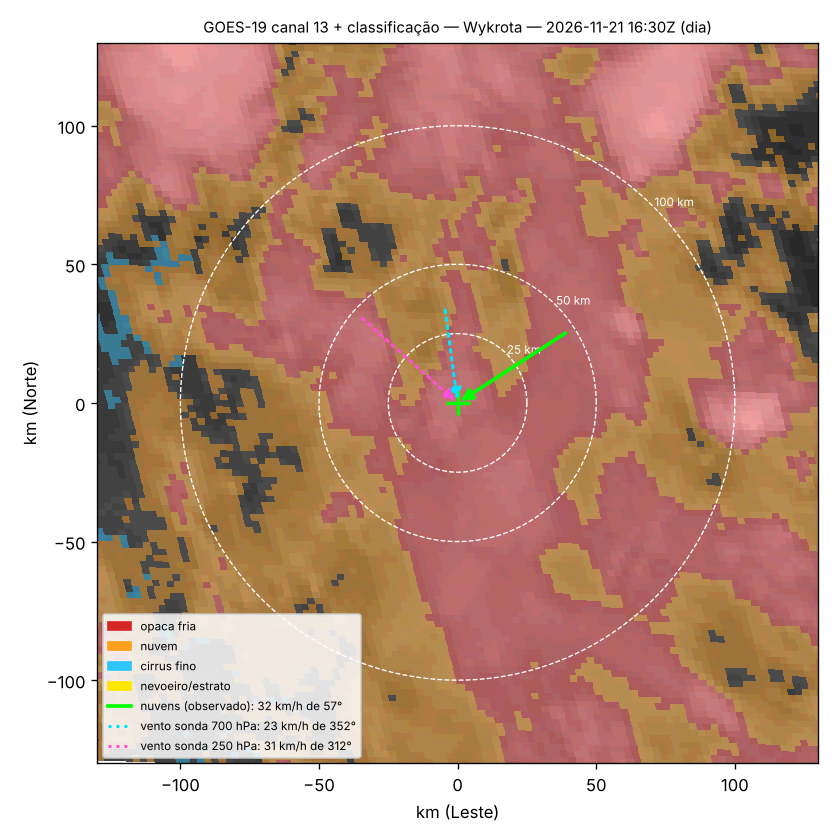 GOES-19 canal 13 + classificação — Wykrota — 2026-11-21 16:30Z (dia)
km (Norte)
100
50
0
−50
−100
100 km
50 km
25 km
opaca fria
nuvem
cirrus fino
nevoeiro/estrato
nuvens (observado): 32 km/h de 57°
vento sonda 700 hPa: 23 km/h de 352°
vento sonda 250 hPa: 31 km/h de 312°
−100
−50
0
50
100
km (Leste)